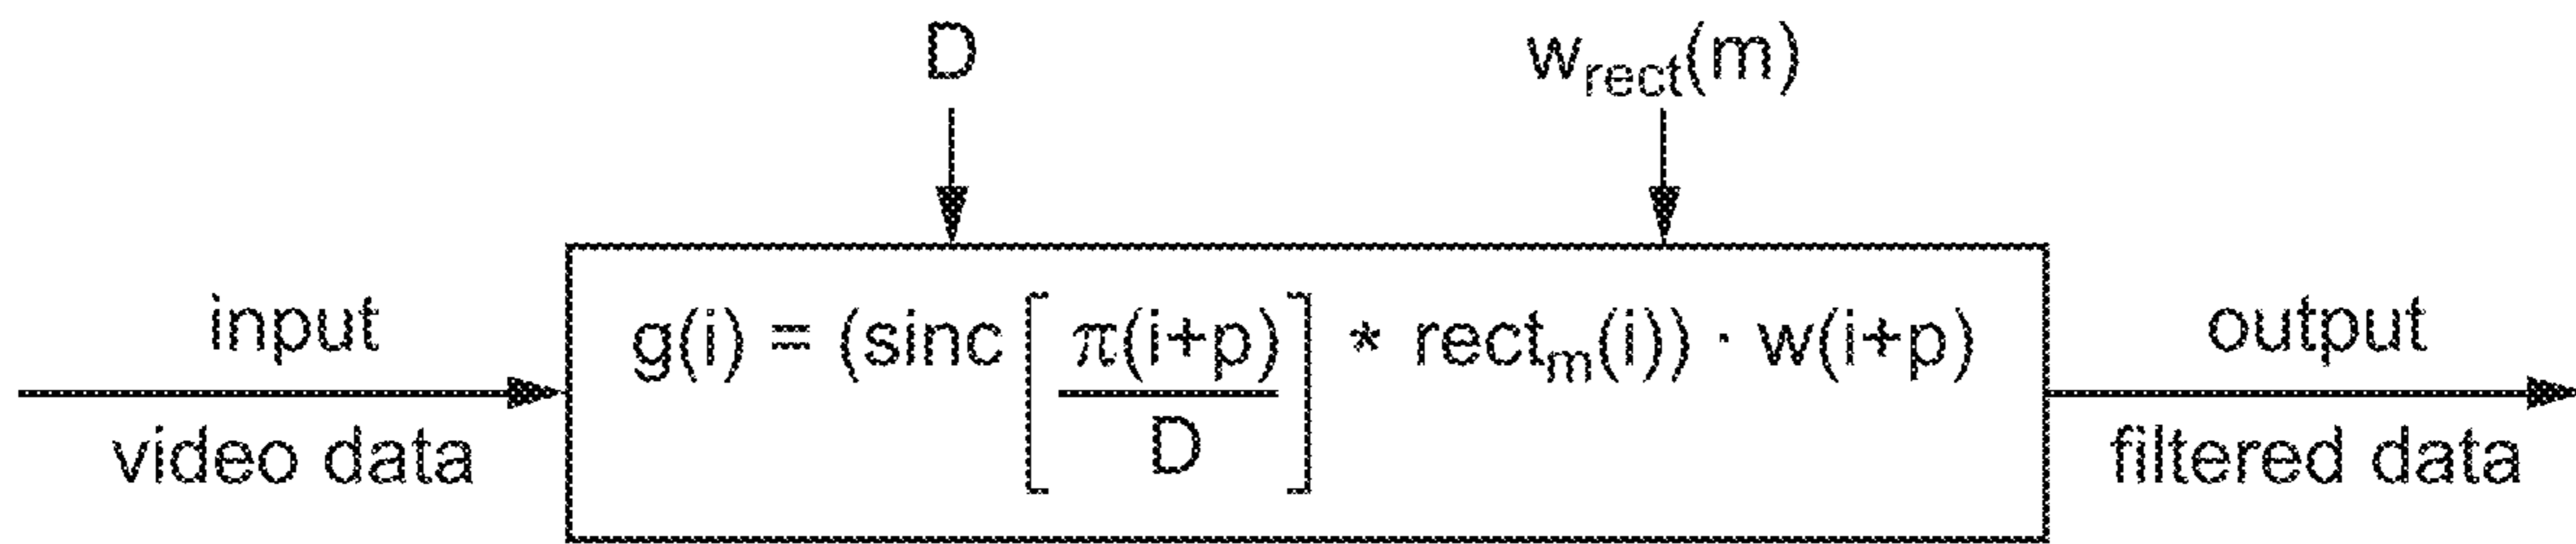 D
w_rect(m)
input
video data
g(i) = (sinc [π(i+p)/D] * rect_m(i)) · w(i+p)
output
filtered data